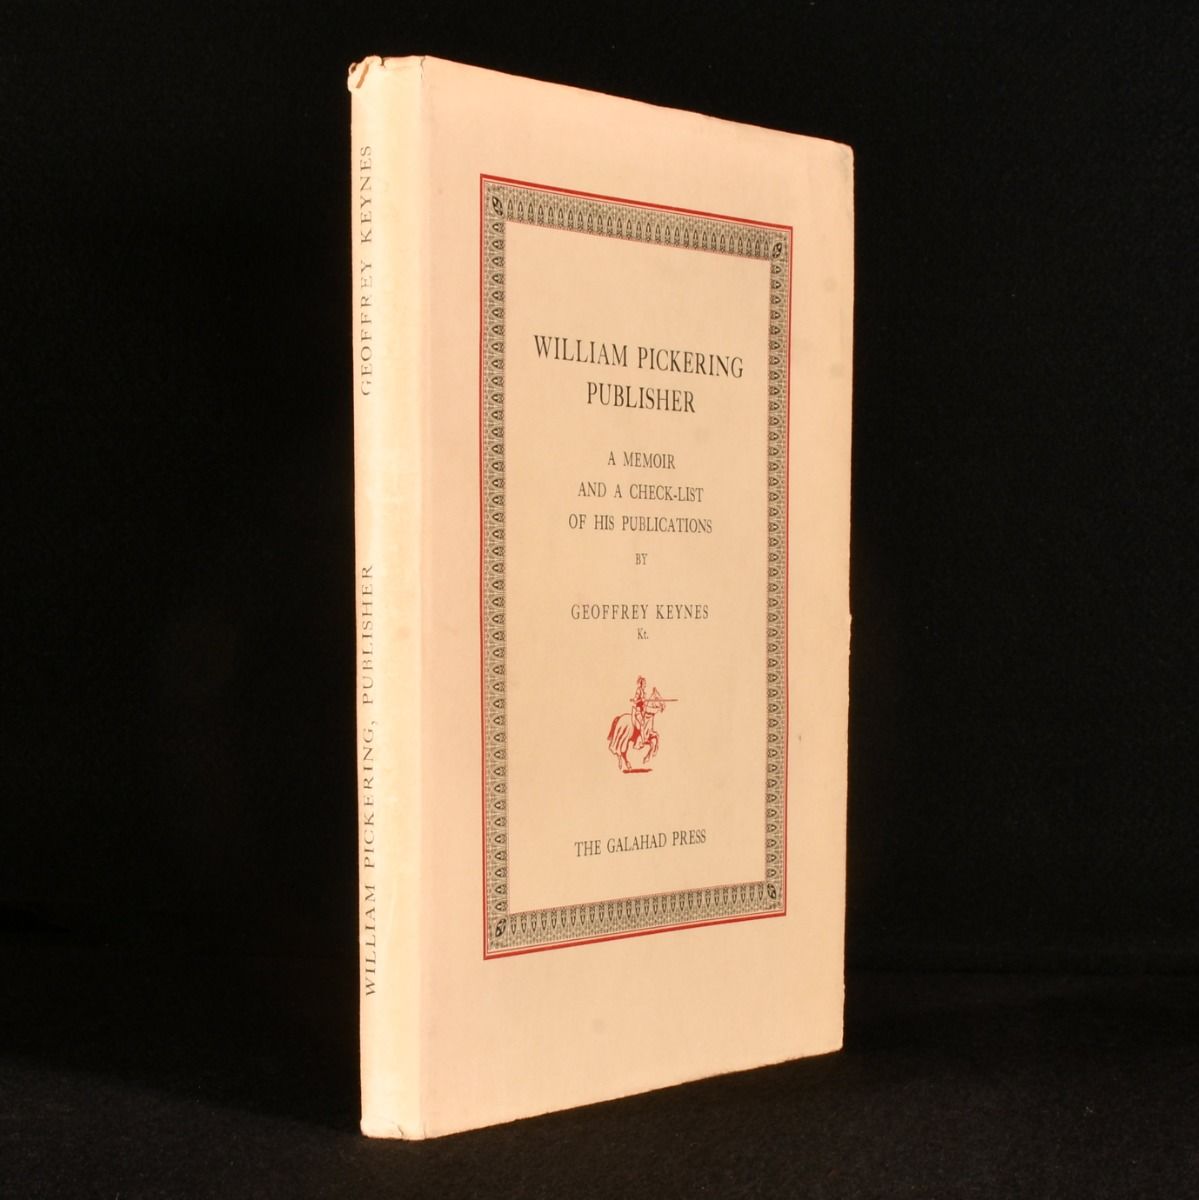 WILLIAM PICKERING, PUBLISHER GEOFFREY KEYNES
WILLIAM PICKERING
PUBLISHER
A MEMOIR
AND A CHECK-LIST
OF HIS PUBLICATIONS
BY
GEOFFREY KEYNES
Kt.
THE GALAHAD PRESS